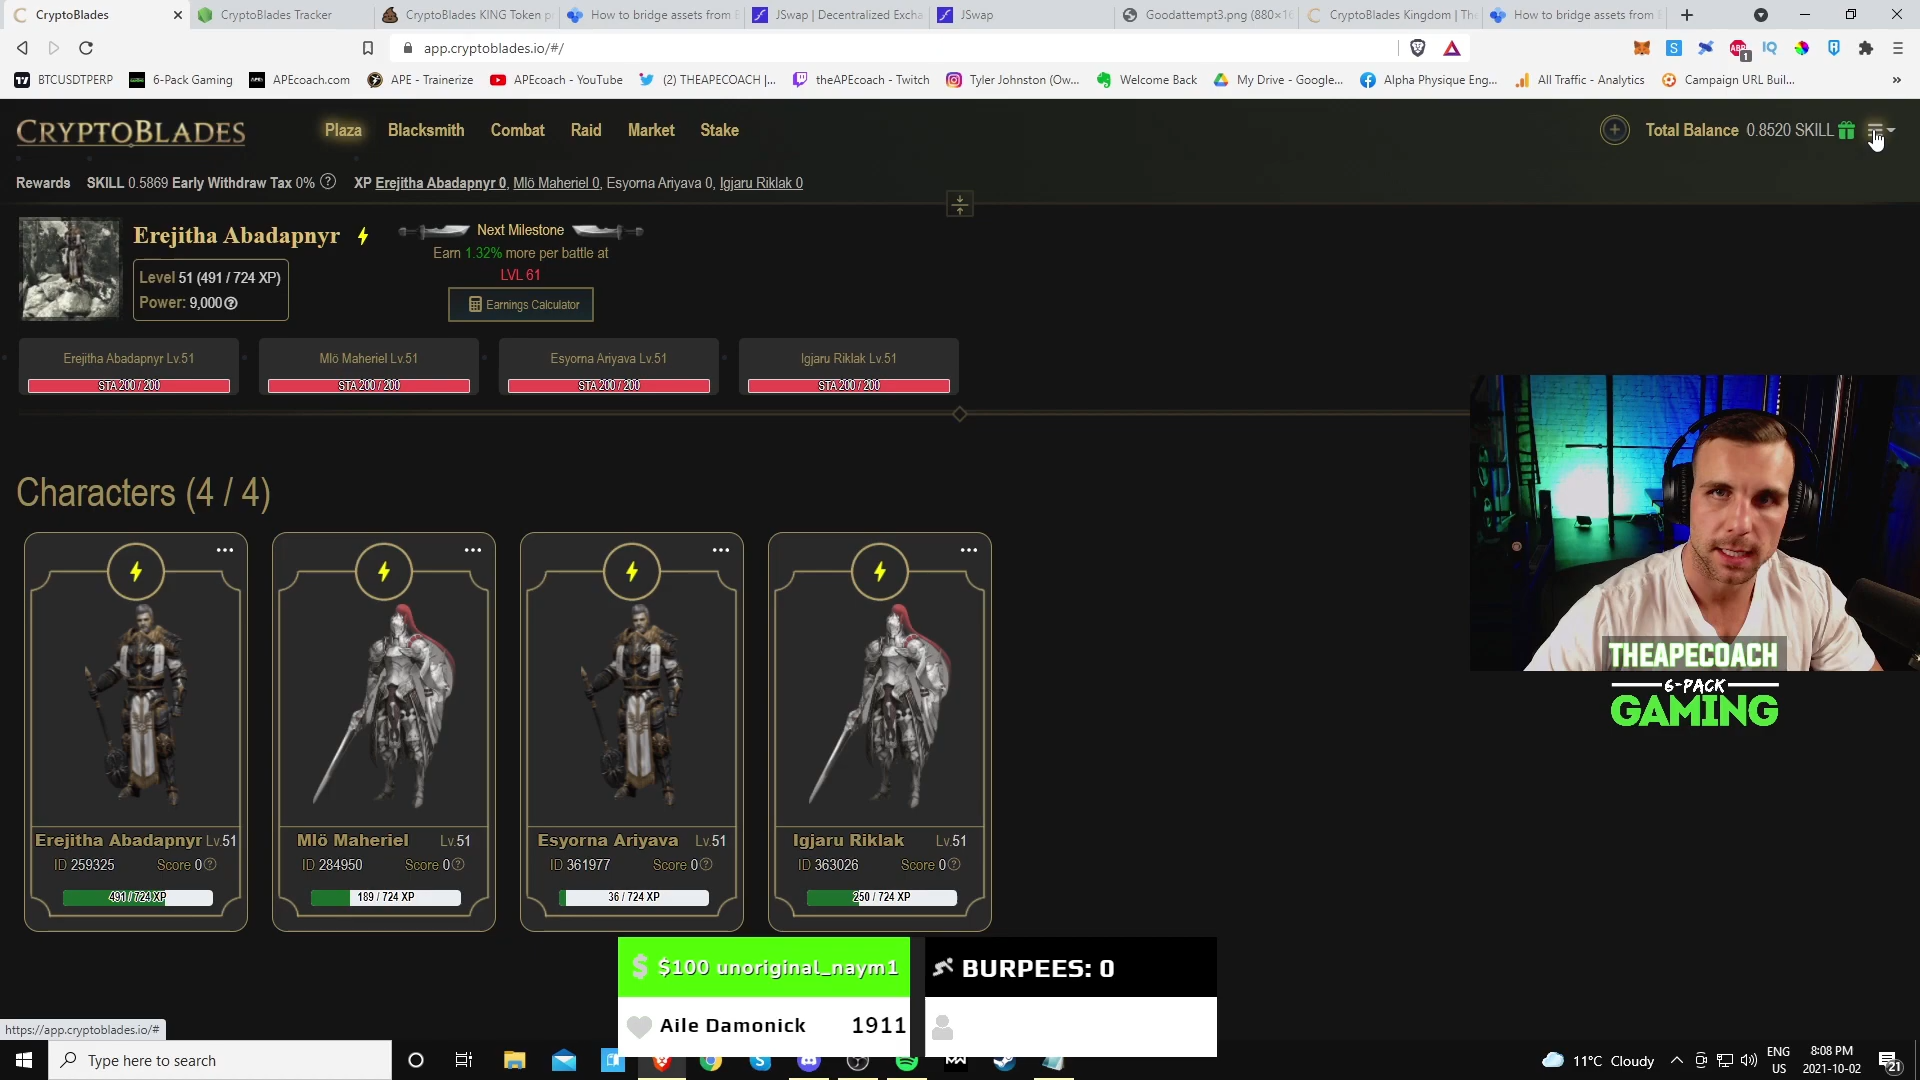 CryptoBlades
CryptoBlades Tracker
CryptoBlades KING Token p
How to bridge assets from
JSwap | Decentralized Excha
JSwap
Goodattempt3.png (880×1
CryptoBlades Kingdom | Th
How to bridge assets from
app.cryptoblades.io/#/
BTCUSDTPERP
6-Pack Gaming
APEcoach.com
APE - Trainerize
APEcoach - YouTube
(2) THEAPECOACH |...
theAPEcoach - Twitch
Tyler Johnston (Ow...
Welcome Back
My Drive - Google...
Alpha Physique Eng...
All Traffic - Analytics
Campaign URL Buil...
CRYPTOBLADES
Plaza Blacksmith Combat Raid Market Stake
Total Balance 0.8520 SKILL
Rewards SKILL 0.5869 Early Withdraw Tax 0% XP Erejitha Abadapnyr 0, Mlö Maheriel 0, Esyorna Ariyava 0, Igjaru Riklak 0
Erejitha Abadapnyr
Level 51 (491 / 724 XP)
Power: 9,000
Next Milestone
Earn 1.32% more per battle at
LVL 61
Earnings Calculator
Erejitha Abadapnyr Lv.51
STA 200 / 200
Mlö Maheriel Lv.51
STA 200 / 200
Esyorna Ariyava Lv.51
STA 200 / 200
Igjaru Riklak Lv.51
STA 200 / 200
Characters (4 / 4)
Erejitha Abadapnyr Lv.51
ID 259325 Score 0
491 / 724 XP
Mlö Maheriel Lv.51
ID 284950 Score 0
189 / 724 XP
Esyorna Ariyava Lv.51
ID 361977 Score 0
36 / 724 XP
Igjaru Riklak Lv.51
ID 363026 Score 0
250 / 724 XP
THEAPECOACH
6-PACK
GAMING
$100 unoriginal_naym1
BURPEES: 0
Aile Damonick 1911
https://app.cryptoblades.io/#
Type here to search
11°C Cloudy
ENG
US
8:08 PM
2021-10-02
21